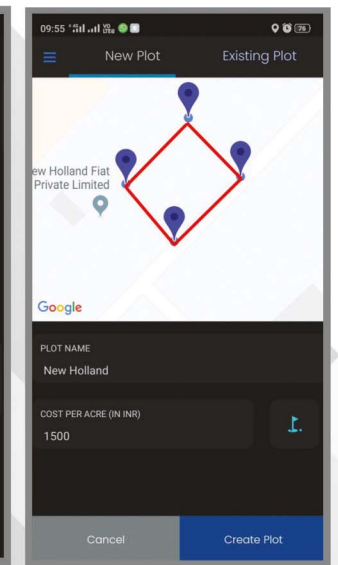 09:55 76
New Plot Existing Plot
ew Holland Fiat
Private Limited
Google
PLOT NAME
New Holland
COST PER ACRE (IN INR)
1500
Cancel Create Plot